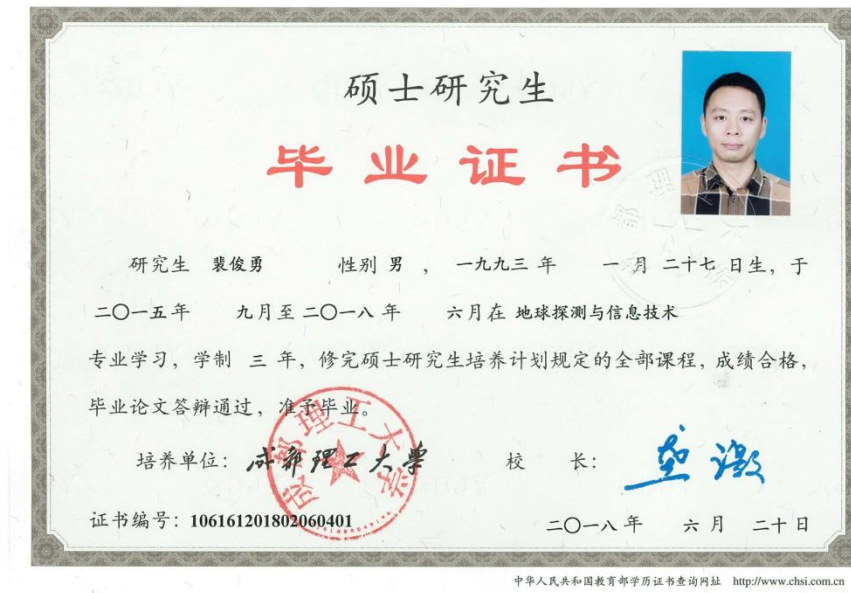 硕士研究生
毕业证书
研究生 裴俊勇 性别 男 ， 一九九三 年 一 月 二十七 日生，于
二〇一五年 九月至 二〇一八 年 六月在 地球探测与信息技术
专业学习，学制 三 年，修完硕士研究生培养计划规定的全部课程，成绩合格，
毕业论文答辩通过，准予毕业。
培养单位：成都理工大学 校 长：
成都理工大学
证书编号：106161201802060401 二〇一八 年 六 月 二十 日
中华人民共和国教育部学历证书查询网址 http://www.chsi.com.cn